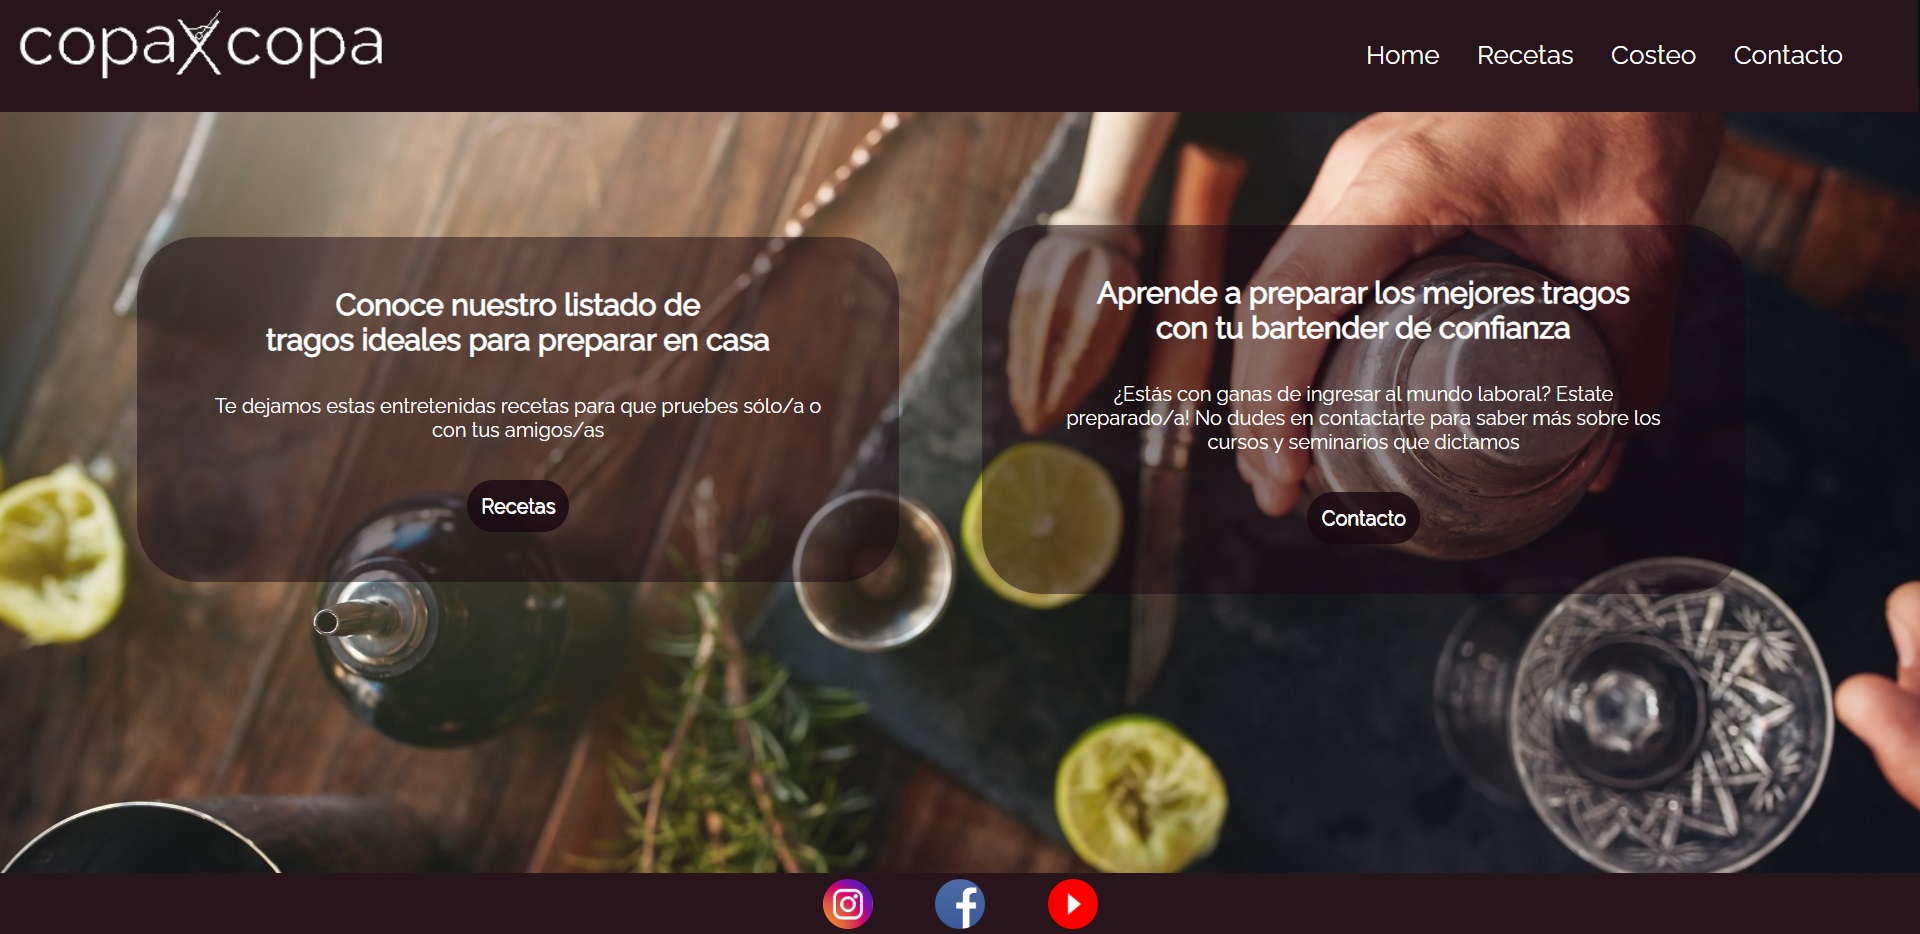 copaXcopa
Home Recetas Costeo Contacto
Conoce nuestro listado de
tragos ideales para preparar en casa
Te dejamos estas entretenidas recetas para que pruebes sólo/a o
con tus amigos/as
Recetas
Aprende a preparar los mejores tragos
con tu bartender de confianza
¿Estás con ganas de ingresar al mundo laboral? Estate
preparado/a! No dudes en contactarte para saber más sobre los
cursos y seminarios que dictamos
Contacto